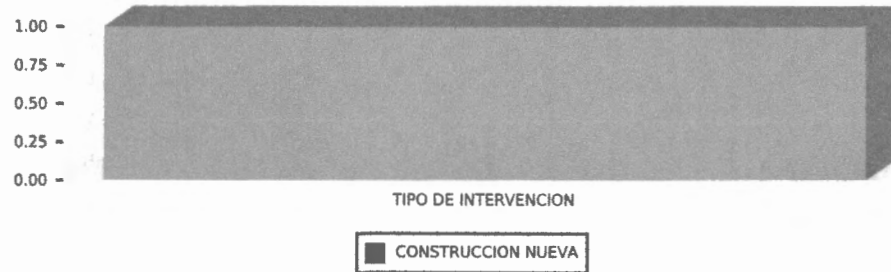 1.00
0.75
0.50
0.25
0.00
TIPO DE INTERVENCION
CONSTRUCCION NUEVA